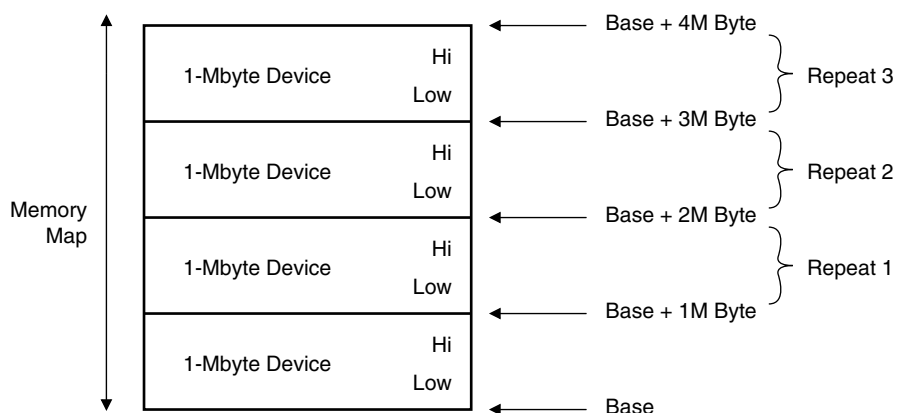 Base + 4M Byte
Hi
1-Mbyte Device
Low
Repeat 3
Base + 3M Byte
Hi
1-Mbyte Device
Low
Repeat 2
Memory
Map
Base + 2M Byte
Hi
1-Mbyte Device
Low
Repeat 1
Base + 1M Byte
Hi
1-Mbyte Device
Low
Base